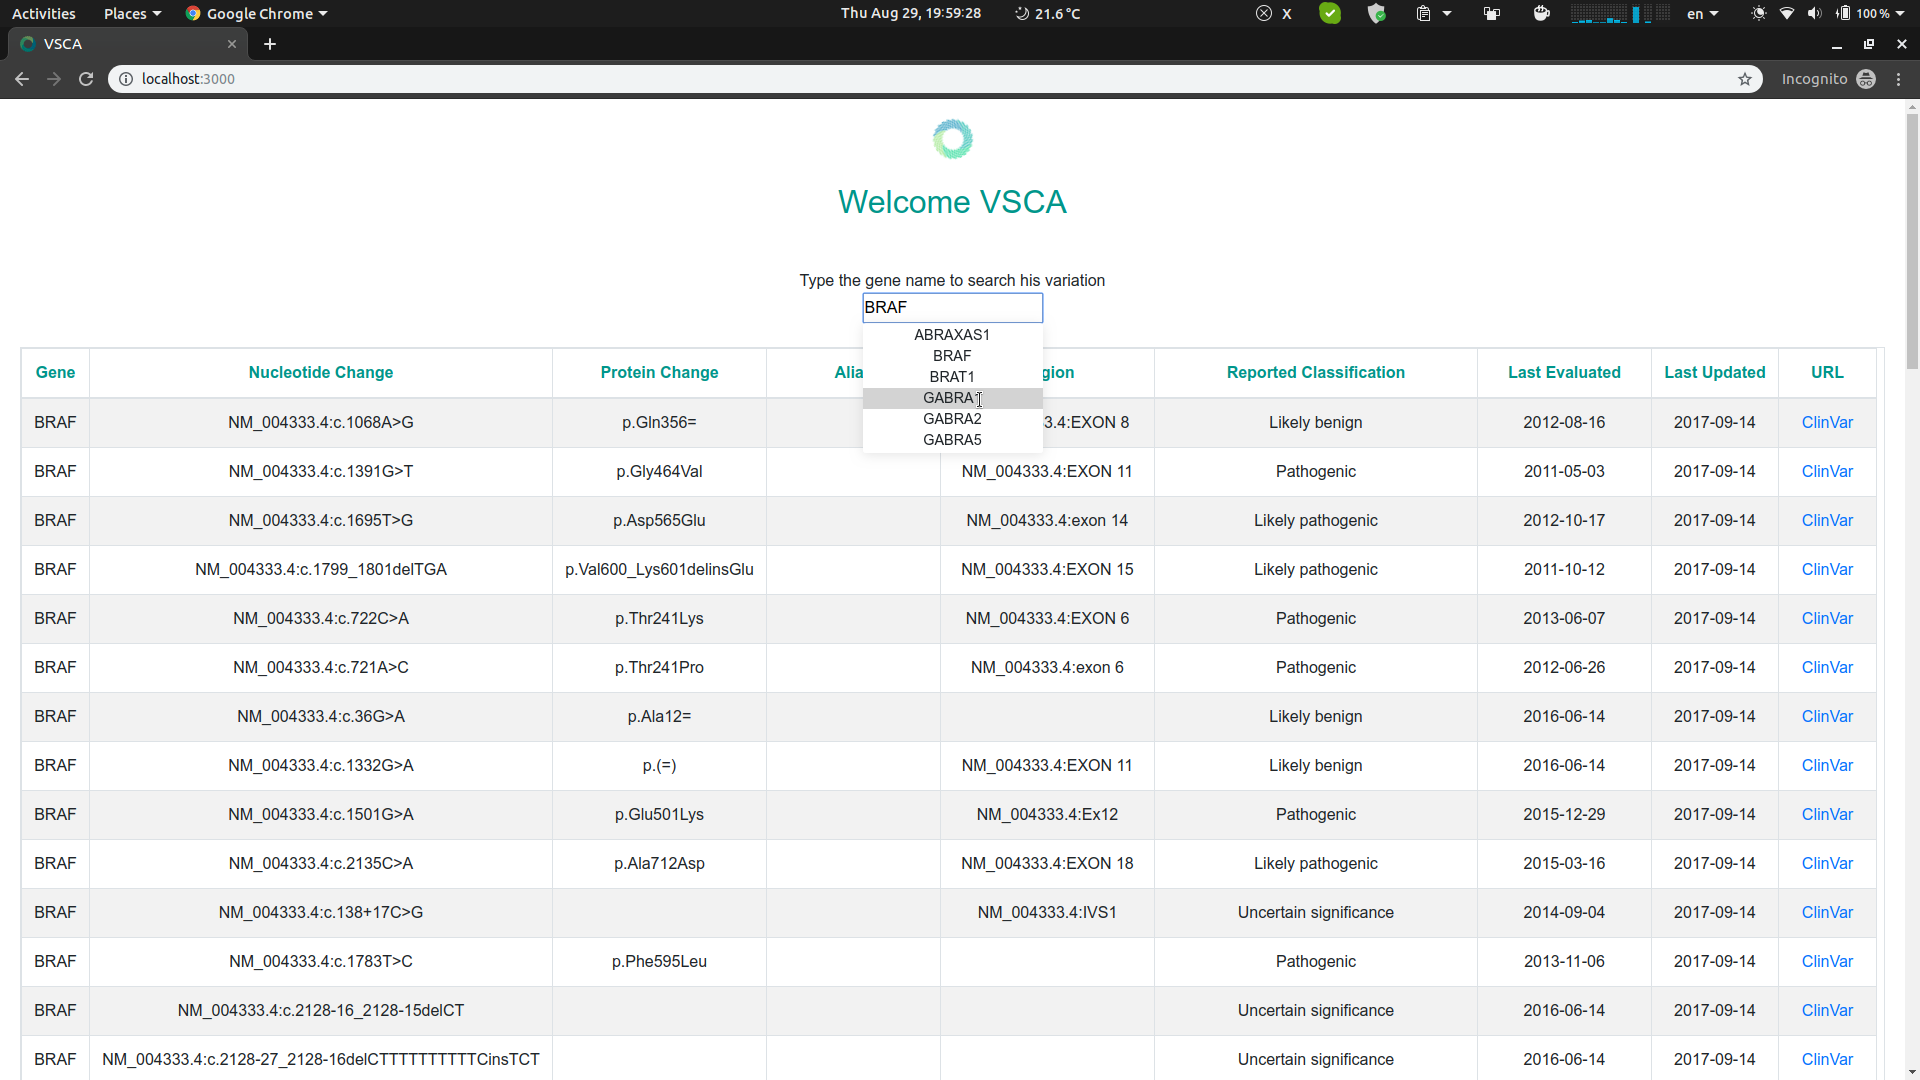 Activities Places Google Chrome Thu Aug 29, 19:59:28 21.6 °C X en 100 %
VSCA
localhost:3000 Incognito
Welcome VSCA
Type the gene name to search his variation
BRAF
ABRAXAS1
BRAF
BRAT1
GABRA1
GABRA2
GABRA5
Gene Nucleotide Change Protein Change Alia gion Reported Classification Last Evaluated Last Updated URL
BRAF NM_004333.4:c.1068A>G p.Gln356= 3.4:EXON 8 Likely benign 2012-08-16 2017-09-14 ClinVar
BRAF NM_004333.4:c.1391G>T p.Gly464Val NM_004333.4:EXON 11 Pathogenic 2011-05-03 2017-09-14 ClinVar
BRAF NM_004333.4:c.1695T>G p.Asp565Glu NM_004333.4:exon 14 Likely pathogenic 2012-10-17 2017-09-14 ClinVar
BRAF NM_004333.4:c.1799_1801delTGA p.Val600_Lys601delinsGlu NM_004333.4:EXON 15 Likely pathogenic 2011-10-12 2017-09-14 ClinVar
BRAF NM_004333.4:c.722C>A p.Thr241Lys NM_004333.4:EXON 6 Pathogenic 2013-06-07 2017-09-14 ClinVar
BRAF NM_004333.4:c.721A>C p.Thr241Pro NM_004333.4:exon 6 Pathogenic 2012-06-26 2017-09-14 ClinVar
BRAF NM_004333.4:c.36G>A p.Ala12= Likely benign 2016-06-14 2017-09-14 ClinVar
BRAF NM_004333.4:c.1332G>A p.(=) NM_004333.4:EXON 11 Likely benign 2016-06-14 2017-09-14 ClinVar
BRAF NM_004333.4:c.1501G>A p.Glu501Lys NM_004333.4:Ex12 Pathogenic 2015-12-29 2017-09-14 ClinVar
BRAF NM_004333.4:c.2135C>A p.Ala712Asp NM_004333.4:EXON 18 Likely pathogenic 2015-03-16 2017-09-14 ClinVar
BRAF NM_004333.4:c.138+17C>G NM_004333.4:IVS1 Uncertain significance 2014-09-04 2017-09-14 ClinVar
BRAF NM_004333.4:c.1783T>C p.Phe595Leu Pathogenic 2013-11-06 2017-09-14 ClinVar
BRAF NM_004333.4:c.2128-16_2128-15delCT Uncertain significance 2016-06-14 2017-09-14 ClinVar
BRAF NM_004333.4:c.2128-27_2128-16delCTTTTTTTTTTCinsTCT Uncertain significance 2016-06-14 2017-09-14 ClinVar